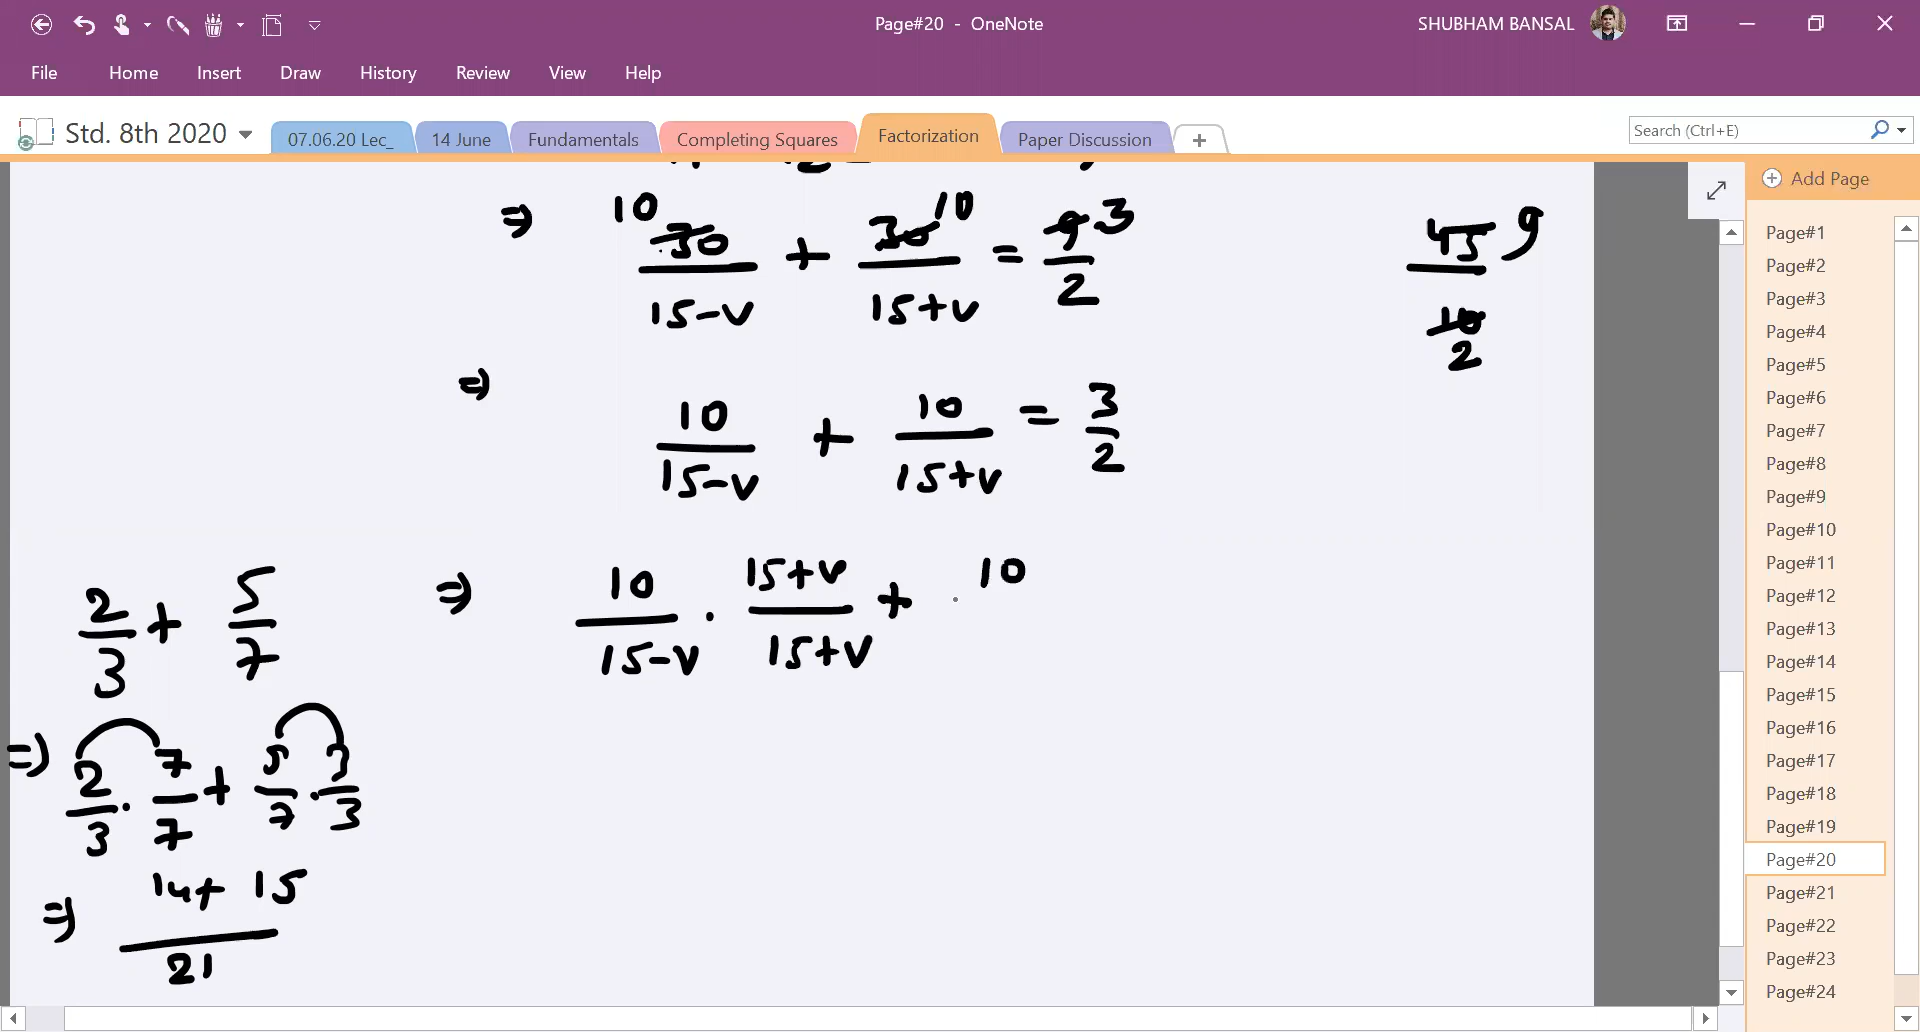 Page#20 - OneNote
SHUBHAM BANSAL
File Home Insert Draw History Review View Help
Std. 8th 2020
07.06.20 Lec_
14 June
Fundamentals
Completing Squares
Factorization
Paper Discussion
+
Search (Ctrl+E)
Add Page
Page#1
Page#2
Page#3
Page#4
Page#5
Page#6
Page#7
Page#8
Page#9
Page#10
Page#11
Page#12
Page#13
Page#14
Page#15
Page#16
Page#17
Page#18
Page#19
Page#20
Page#21
Page#22
Page#23
Page#24
⇒ 10 30/15-v + 30 10/15+v = 9 3/2
45 9/10 2
⇒ 10/15-v + 10/15+v = 3/2
⇒ 10/15-v · 15+v/15+v + 10
2/3 + 5/7
⇒ 2/3 · 7/7 + 5/7 · 3/3
⇒ 14+15/21